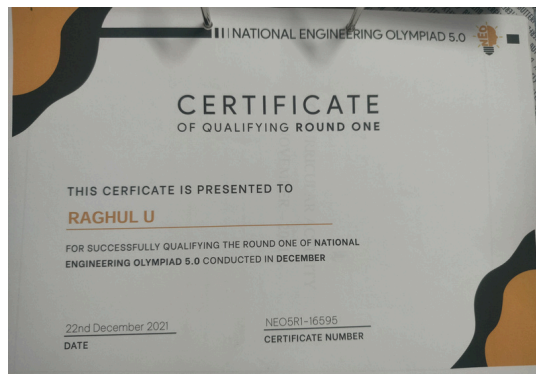 NATIONAL ENGINEERING OLYMPIAD 5.0
NEO
CERTIFICATE
OF QUALIFYING ROUND ONE
THIS CERFICATE IS PRESENTED TO
RAGHUL U
FOR SUCCESSFULLY QUALIFYING THE ROUND ONE OF NATIONAL
ENGINEERING OLYMPIAD 5.0 CONDUCTED IN DECEMBER
22nd December 2021
DATE
NEO5R1-16595
CERTIFICATE NUMBER